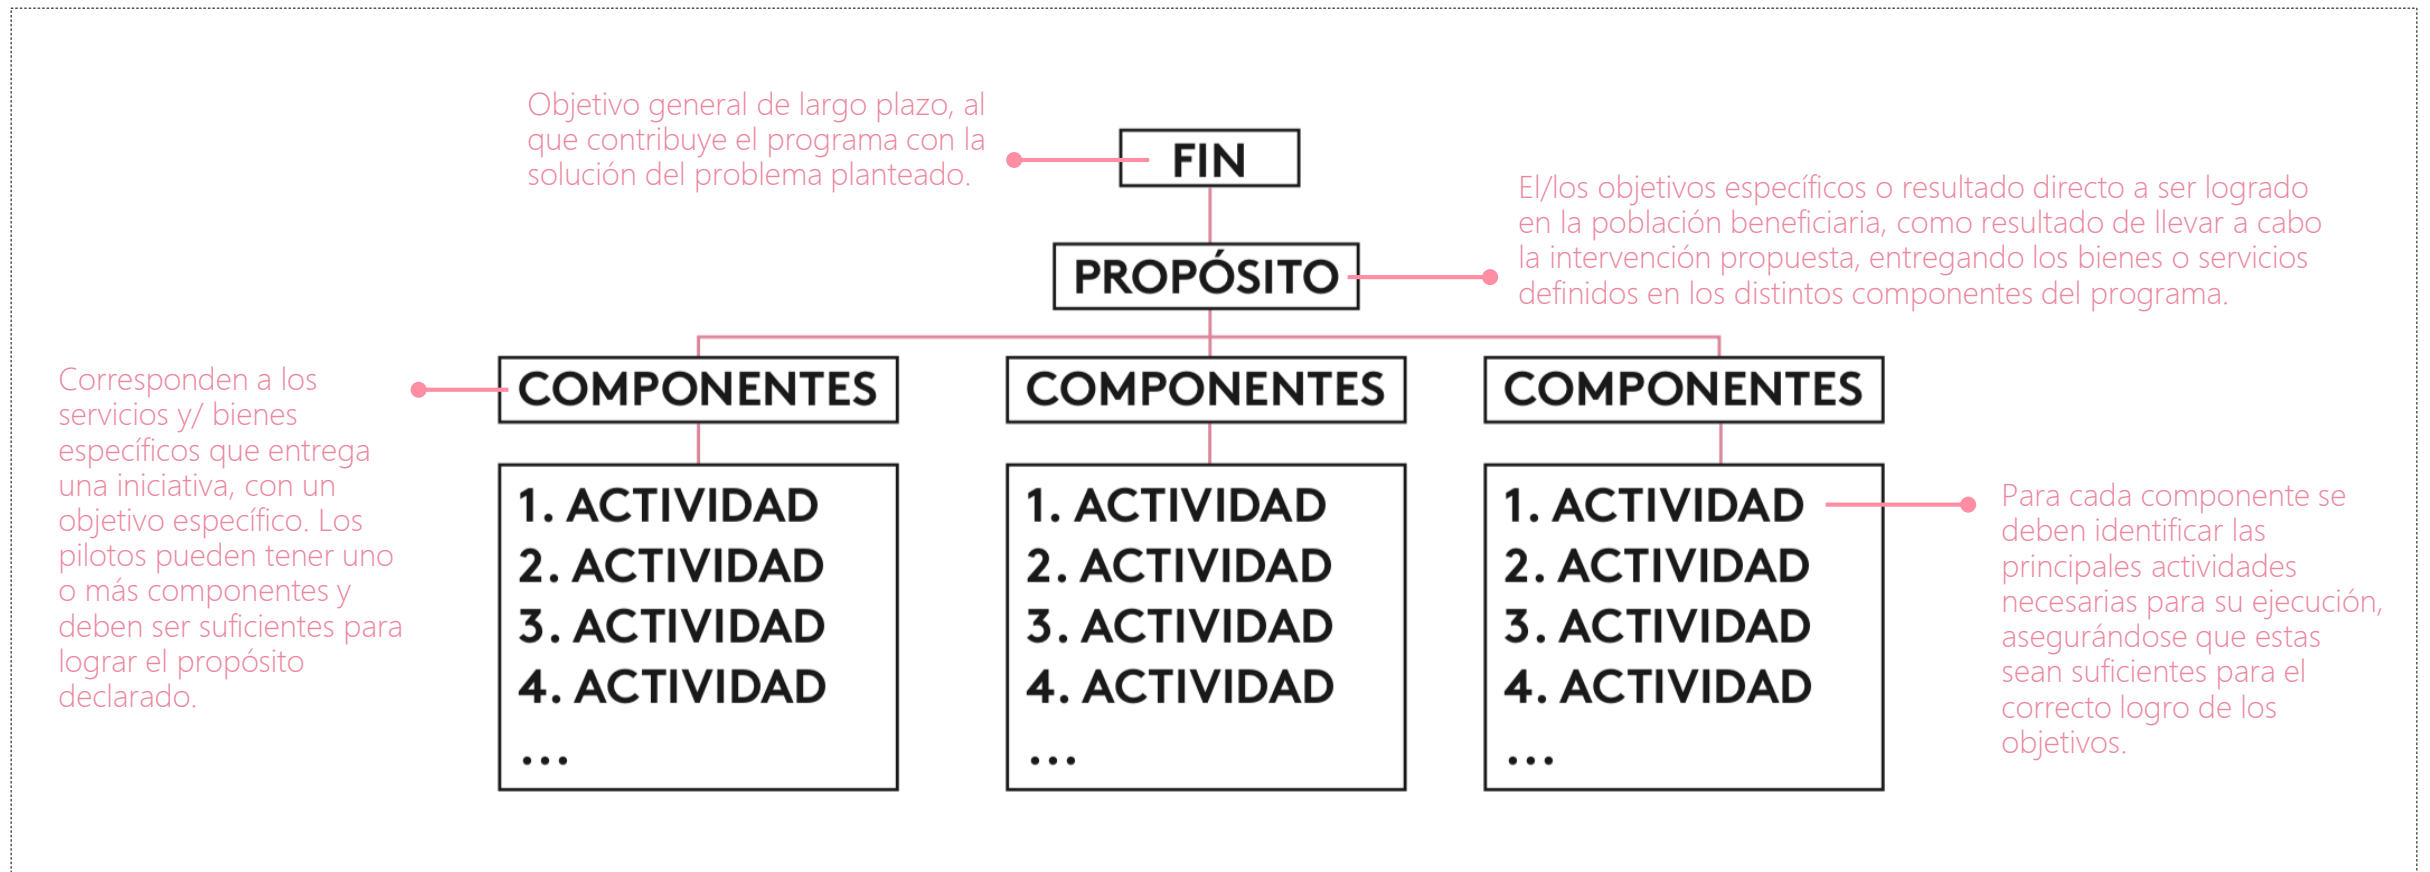 Objetivo general de largo plazo, al
que contribuye el programa con la
solución del problema planteado.
FIN
El/los objetivos específicos o resultado directo a ser logrado
en la población beneficiaria, como resultado de llevar a cabo
la intervención propuesta, entregando los bienes o servicios
definidos en los distintos componentes del programa.
PROPÓSITO
Corresponden a los
servicios y/ bienes
específicos que entrega
una iniciativa, con un
objetivo específico. Los
pilotos pueden tener uno
o más componentes y
deben ser suficientes para
lograr el propósito
declarado.
COMPONENTES
1. ACTIVIDAD
2. ACTIVIDAD
3. ACTIVIDAD
4. ACTIVIDAD
...
COMPONENTES
1. ACTIVIDAD
2. ACTIVIDAD
3. ACTIVIDAD
4. ACTIVIDAD
...
COMPONENTES
1. ACTIVIDAD
2. ACTIVIDAD
3. ACTIVIDAD
4. ACTIVIDAD
...
Para cada componente se
deben identificar las
principales actividades
necesarias para su ejecución,
asegurándose que estas
sean suficientes para el
correcto logro de los
objetivos.